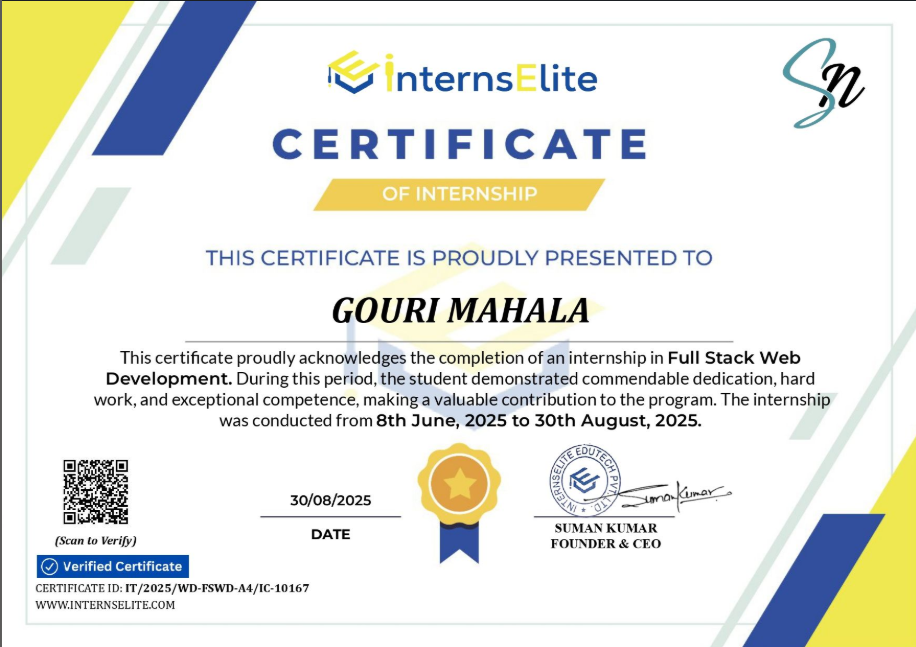 internsElite
Sn
CERTIFICATE
OF INTERNSHIP
THIS CERTIFICATE IS PROUDLY PRESENTED TO
GOURI MAHALA
This certificate proudly acknowledges the completion of an internship in Full Stack Web
Development. During this period, the student demonstrated commendable dedication, hard
work, and exceptional competence, making a valuable contribution to the program. The internship
was conducted from 8th June, 2025 to 30th August, 2025.
INTERNSELITE EDUTECH PVT. LTD.
Suman Kumar
30/08/2025
DATE
SUMAN KUMAR
FOUNDER & CEO
(Scan to Verify)
Verified Certificate
CERTIFICATE ID: IT/2025/WD-FSWD-A4/IC-10167
WWW.INTERNSELITE.COM